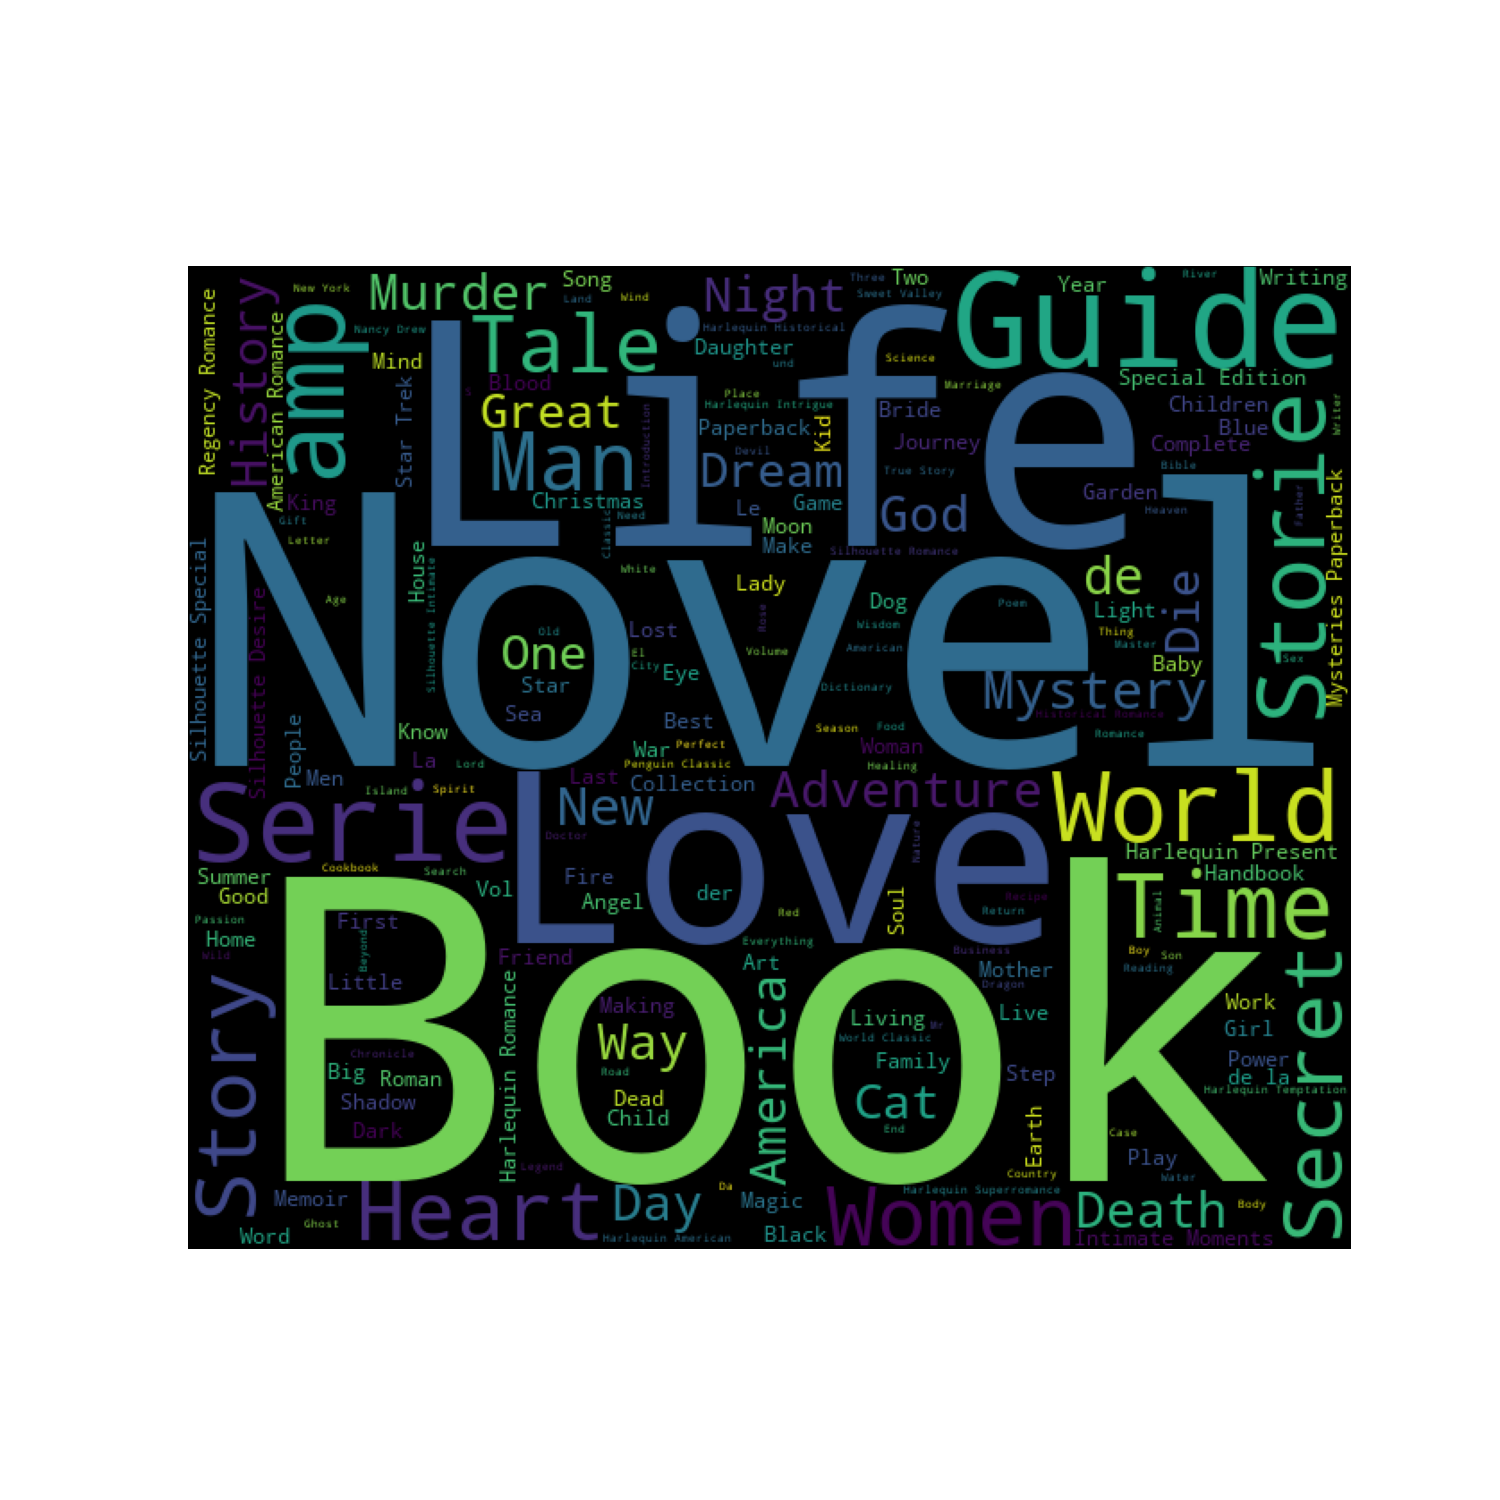 Novel
Book
Life
Love
Guide
Storie
Serie
World
Time
Secret
Story
Heart
Women
Day
Death
America
Cat
Way
Adventure
Mystery
Die
de
God
Night
Dream
Man
Great
Tale
Murder
amp
History
One
New
Song
Land
Wind
New York
Nancy Drew
Mind
Star Trek
Regency Romance
American Romance
Blood
s
King
Gift
Letter
Christmas
Introduction
Classic
Need
House
Silhouette Intimate
Silhouette Special
Silhouette Desire
Age
White
Three
Two
Sweet Valley
Harlequin Historical
Daughter
und
Science
Marriage
Place
Harlequin Intrigue
Paperback
Kid
Bride
Journey
Devil
True Story
Le
Game
Moon
Make
Silhouette Romance
Year
River
Writing
Special Edition
Children
Blue
Writer
Complete
Bible
Garden
Heaven
Father
Mysteries Paperback
Light
Thing
Master
Baby
Sex
Historical Romance
Romance
Lady
Dog
Rose
Wisdom
Poem
American
Volume
Dictionary
Old
Lost
El
City
Star
Eye
Sea
Best
War
Perfect
Penguin Classic
Season
Food
Woman
Healing
Know
People
Men
La
Lord
Island
Spirit
Last
Collection
Doctor
Nature
Harlequin Present
Handbook
Animal
Summer
Good
Cookbook
Search
Vol
Fire
Angel
der
Soul
Red
Recipe
Return
Passion
Home
Wild
First
Beyond
Little
Friend
Everything
Art
Business
Mother
Dragon
Boy
Son
Reading
Work
Girl
Power
de la
Harlequin Temptation
Harlequin Romance
Making
Living
Mr
World Classic
Live
Family
Step
Chronicle
Big
Roman
Shadow
Dark
Road
Dead
Child
End
Earth
Case
Play
Water
Country
Legend
Da
Magic
Black
Harlequin Superromance
Body
Intimate Moments
Memoir
Ghost
Word
Harlequin American